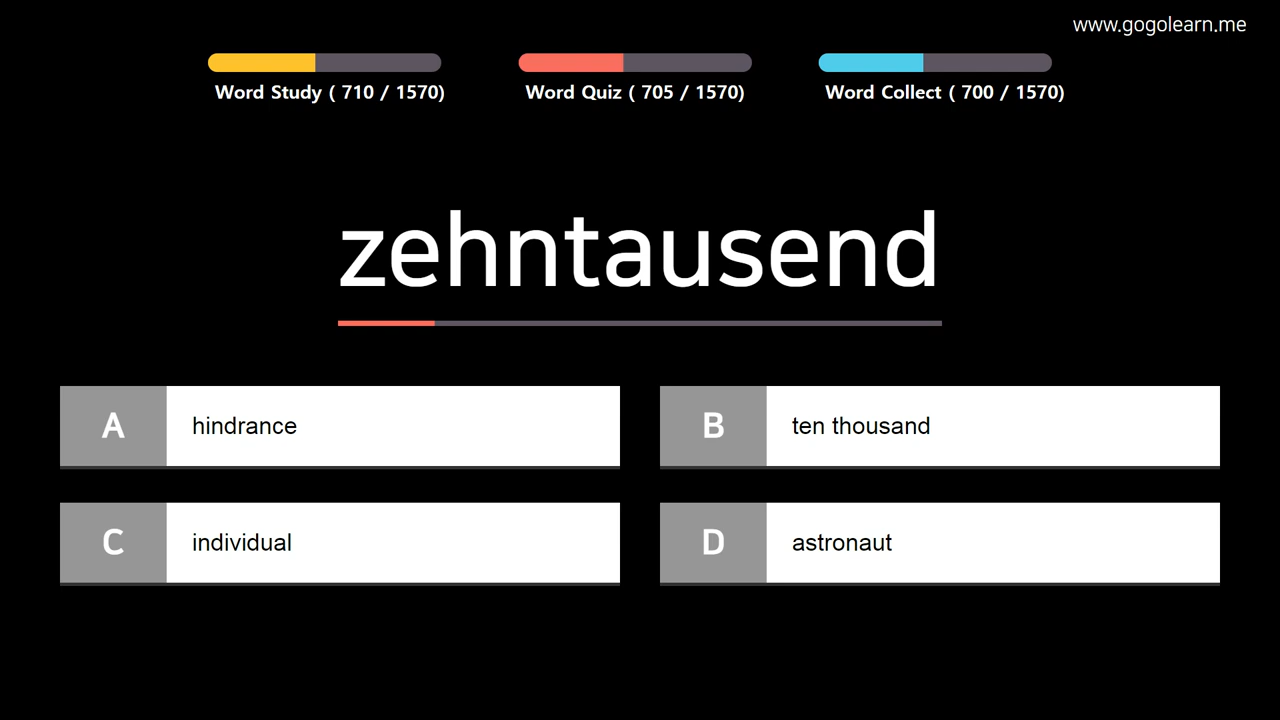 www.gogolearn.me
Word Study ( 710 / 1570)
Word Quiz ( 705 / 1570)
Word Collect ( 700 / 1570)
zehntausend
A hindrance
B ten thousand
C individual
D astronaut